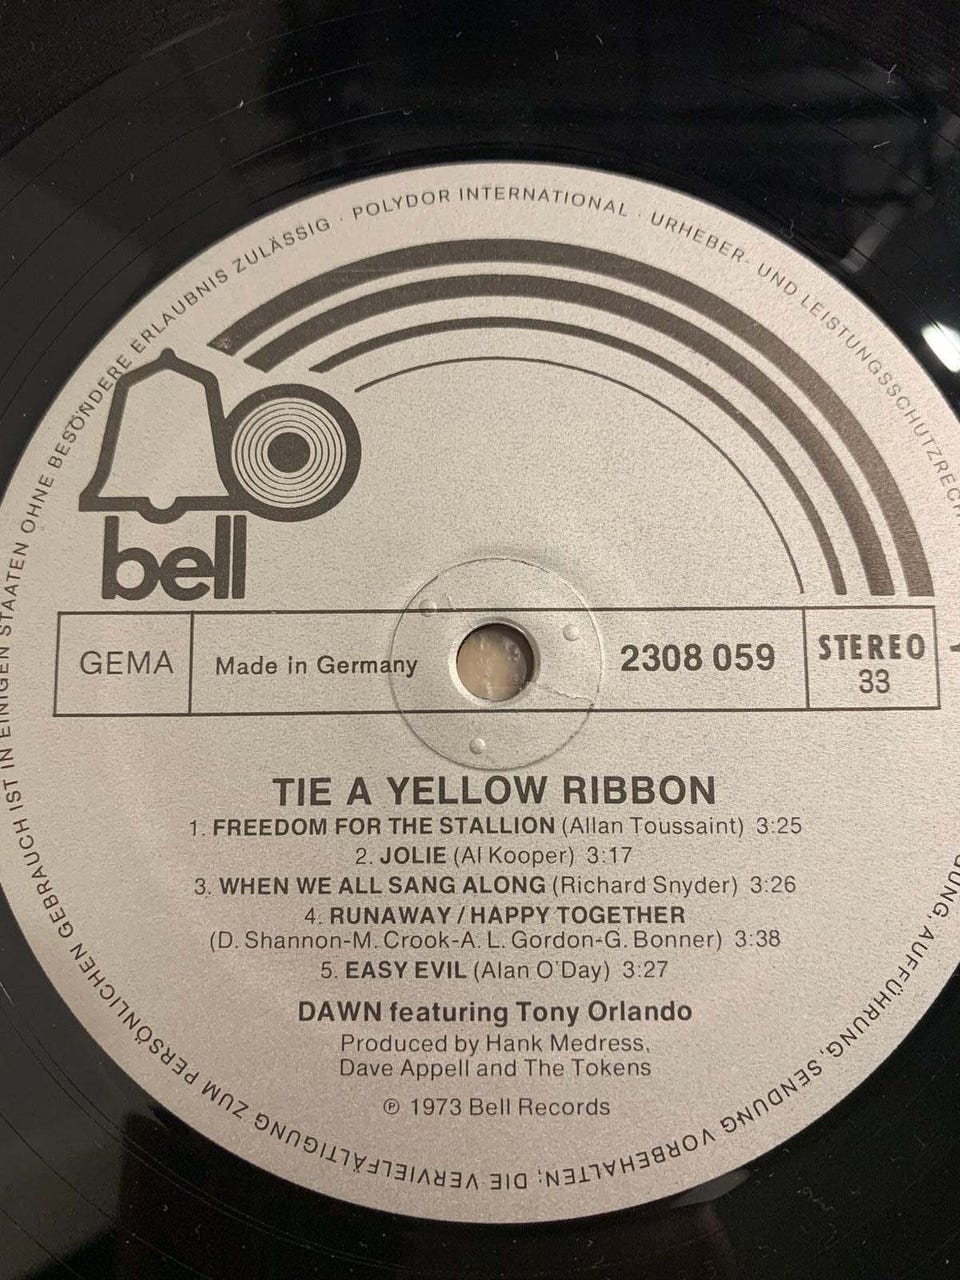 OHNE BESONDERE ERLAUBNIS ZULÄSSIG · POLYDOR INTERNATIONAL · URHEBER- UND LEISTUNGSSCHUTZRECH
bell
GEMA
Made in Germany
2308 059
STEREO
33
TIE A YELLOW RIBBON
1. FREEDOM FOR THE STALLION (Allan Toussaint) 3:25
2. JOLIE (Al Kooper) 3:17
3. WHEN WE ALL SANG ALONG (Richard Snyder) 3:26
4. RUNAWAY/HAPPY TOGETHER
(D. Shannon-M. Crook-A. L. Gordon-G. Bonner) 3:38
5. EASY EVIL (Alan O'Day) 3:27
DAWN featuring Tony Orlando
Produced by Hank Medress,
Dave Appell and The Tokens
℗ 1973 Bell Records
GUNG, AUFFÜHRUNG, SENDUNG VORBEHALTEN; DIE VERVIELFÄLTIGUNG ZUM PERSÖNLICHEN GEBRAUCH IST IN EINIGEN STAATEN